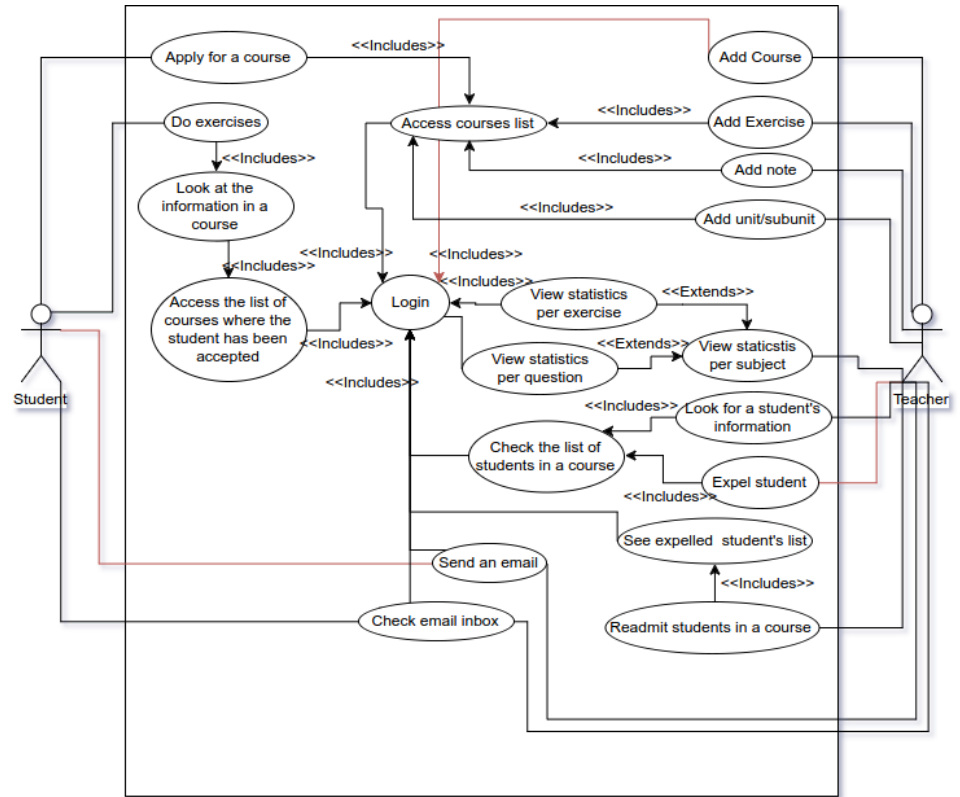 <<Includes>>
Apply for a course
Add Course
<<Includes>>
Do exercises
Access courses list
Add Exercise
<<Includes>>
<<Includes>>
Add note
Look at the
information in a
course
<<Includes>>
Add unit/subunit
<<Includes>>
<<Includes>>
<<Includes>>
<<Includes>>
<<Extends>>
Access the list of
courses where the
student has been
accepted
Login
View statistics
per exercise
<<Includes>>
<<Extends>>
View staticstis
per subject
View statistics
per question
<<Includes>>
Student
Teacher
<<Includes>>
Look for a student's
information
Check the list of
students in a course
Expel student
<<Includes>>
See expelled student's list
Send an email
<<Includes>>
Check email inbox
Readmit students in a course